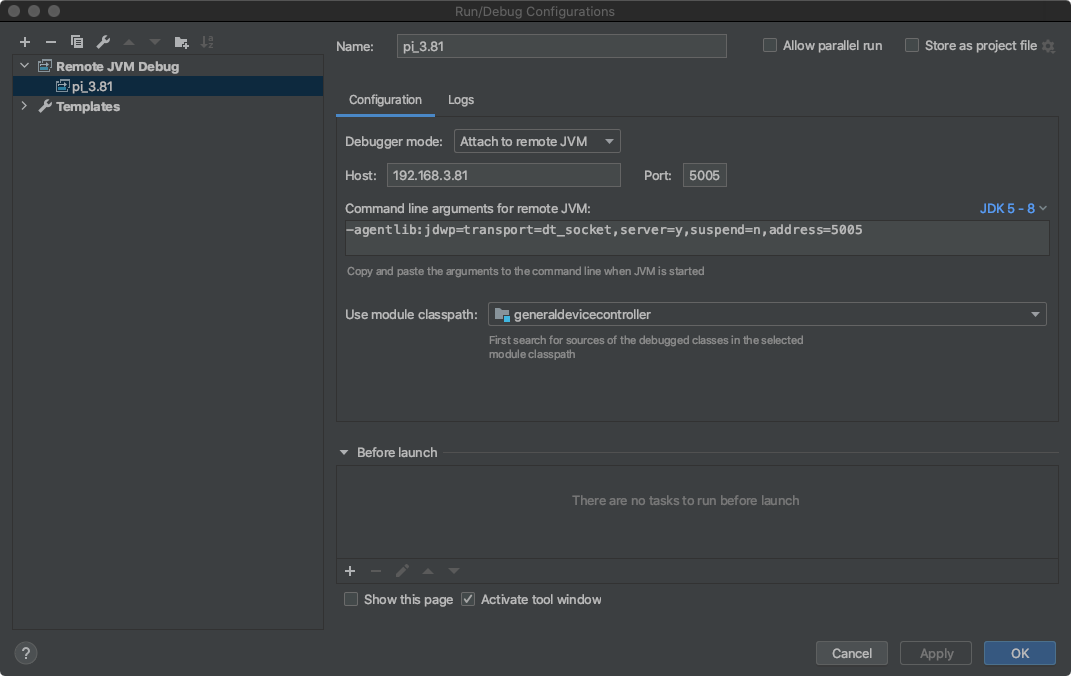 Run/Debug Configurations
Remote JVM Debug
pi_3.81
Templates
Name: pi_3.81
Allow parallel run
Store as project file
Configuration
Logs
Debugger mode: Attach to remote JVM
Host: 192.168.3.81
Port: 5005
Command line arguments for remote JVM:
JDK 5 - 8
-agentlib:jdwp=transport=dt_socket,server=y,suspend=n,address=5005
Copy and paste the arguments to the command line when JVM is started
Use module classpath: generaldevicecontroller
First search for sources of the debugged classes in the selected
module classpath
Before launch
There are no tasks to run before launch
Show this page
Activate tool window
?
Cancel
Apply
OK